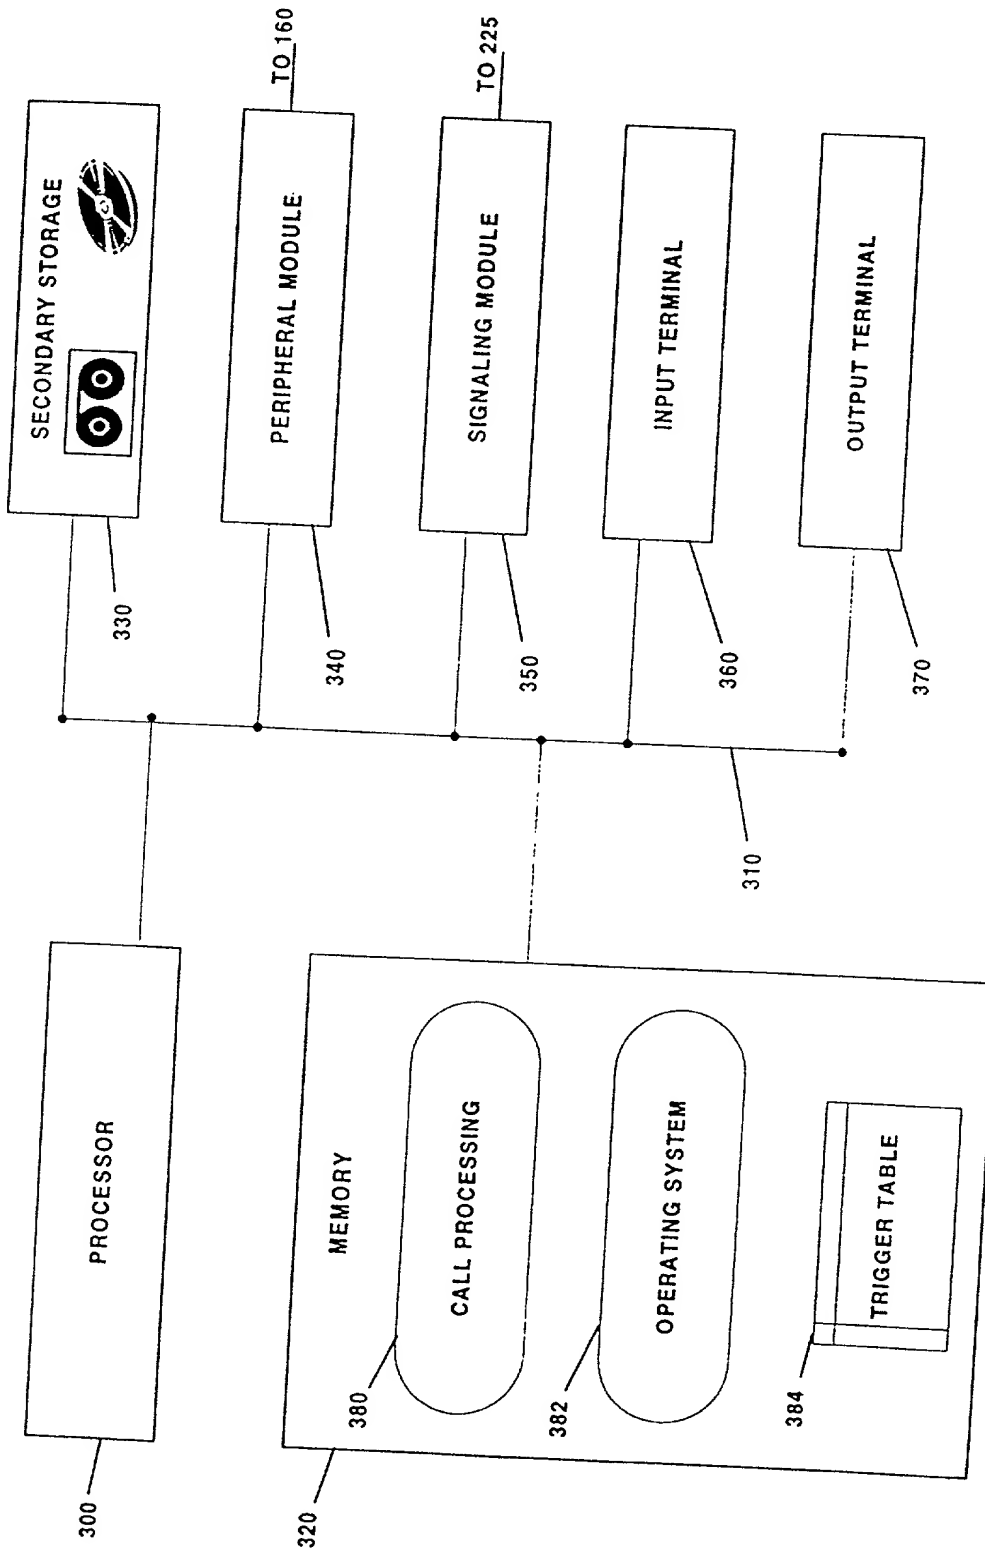 PROCESSOR
300
MEMORY
320
CALL PROCESSING
380
OPERATING SYSTEM
382
TRIGGER TABLE
384
310
SECONDARY STORAGE
330
PERIPHERAL MODULE
340
TO 160
SIGNALING MODULE
350
TO 225
INPUT TERMINAL
360
OUTPUT TERMINAL
370